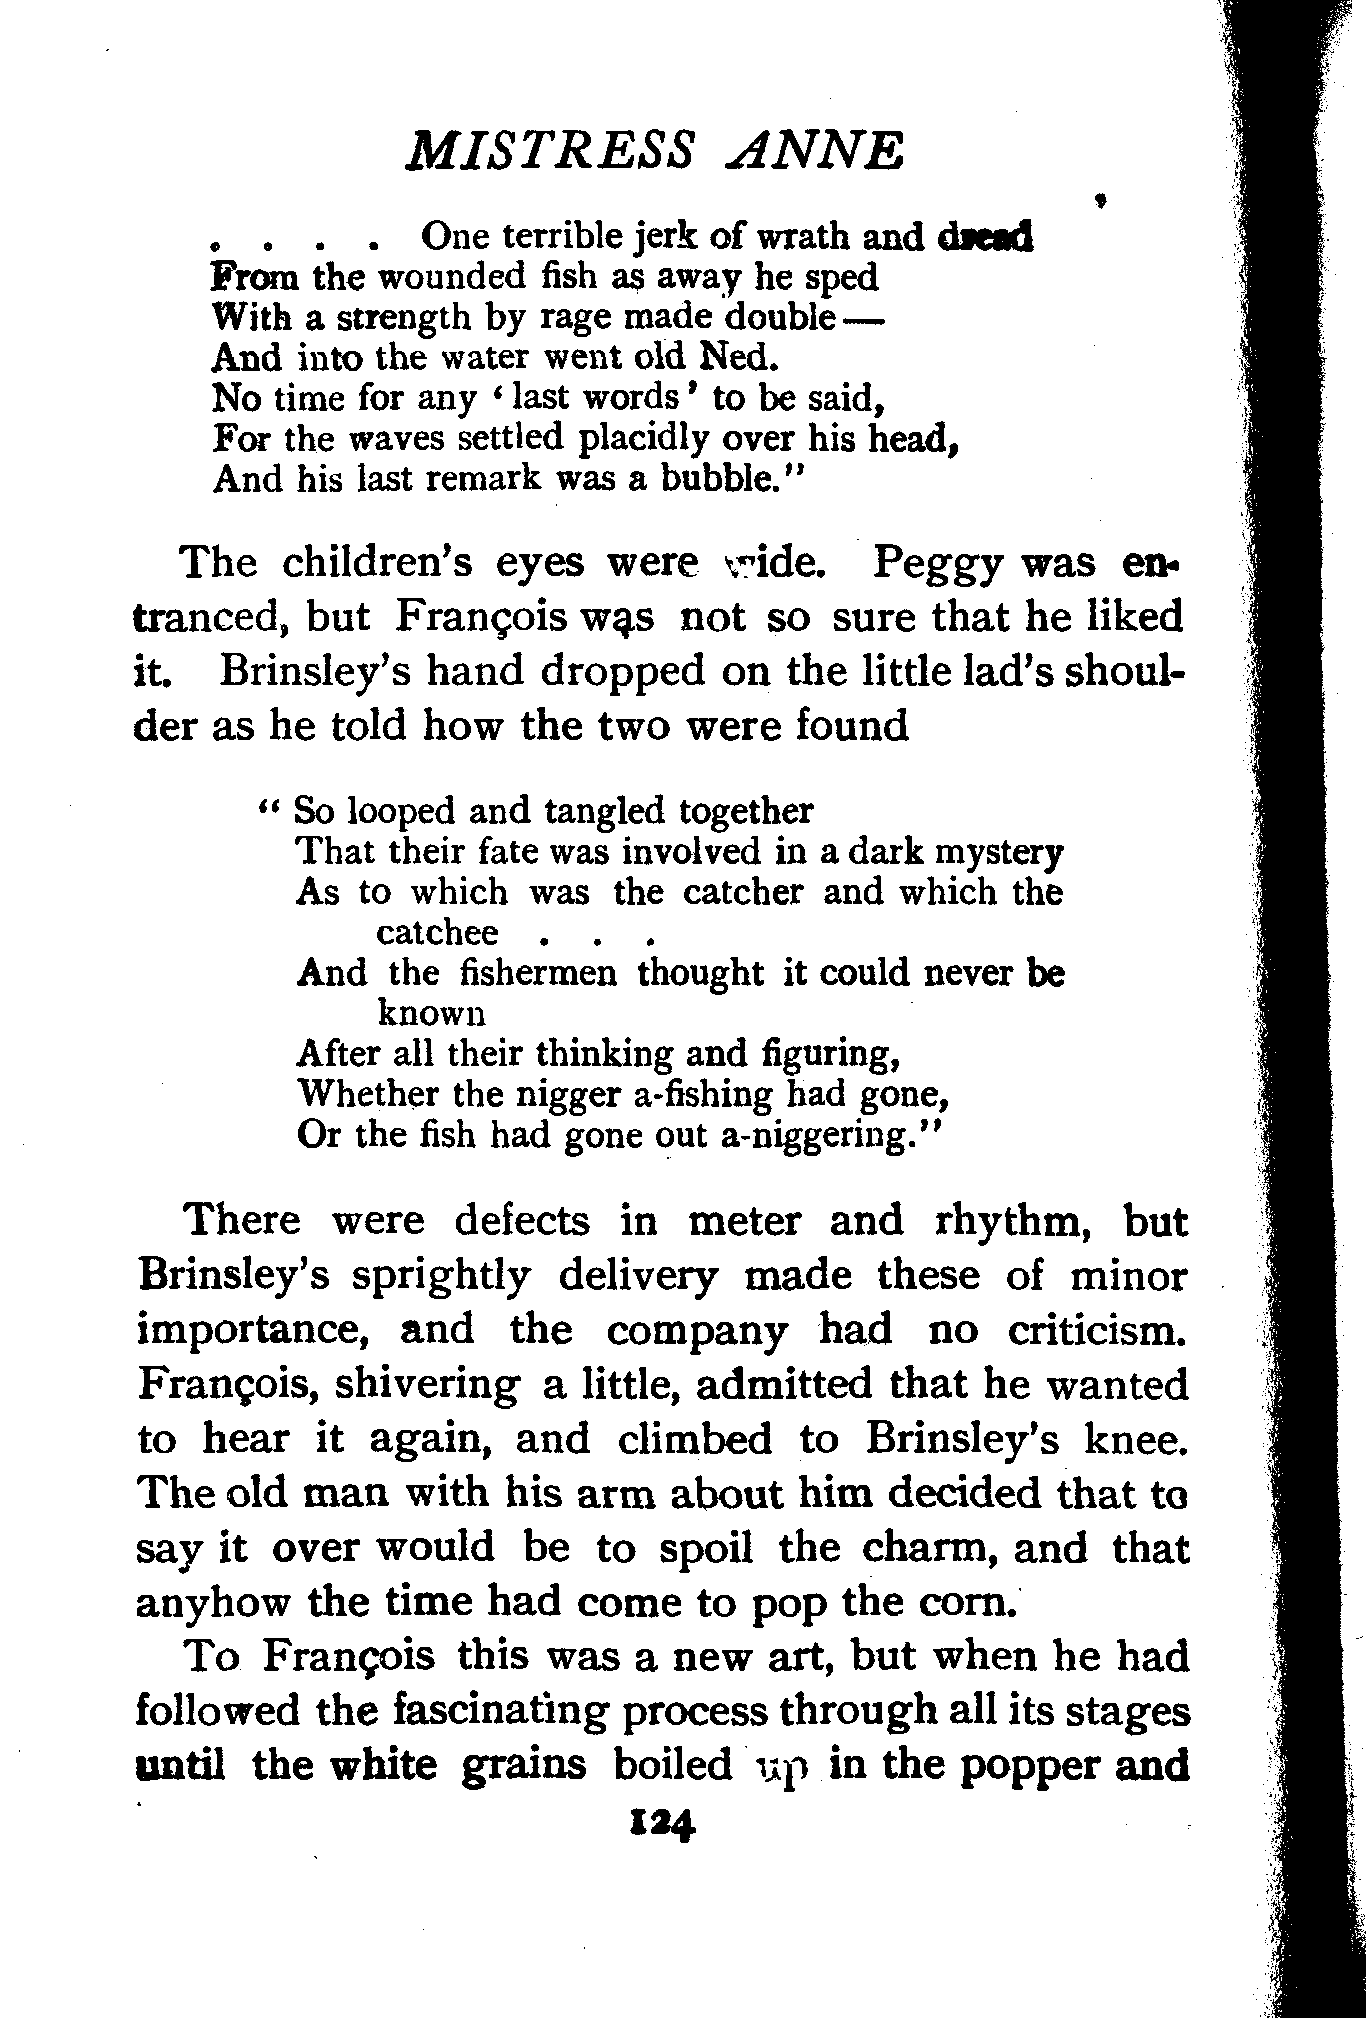 MISTRESS ANNE
. . . . One terrible jerk of wrath and dread
From the wounded fish as away he sped
With a strength by rage made double—
And into the water went old Ned.
No time for any ‘last words’ to be said,
For the waves settled placidly over his head,
And his last remark was a bubble.”
The children’s eyes were wide. Peggy was en-
tranced, but François was not so sure that he liked
it. Brinsley’s hand dropped on the little lad’s shoul-
der as he told how the two were found
“ So looped and tangled together
That their fate was involved in a dark mystery
As to which was the catcher and which the
catchee . . .
And the fishermen thought it could never be
known
After all their thinking and figuring,
Whether the nigger a-fishing had gone,
Or the fish had gone out a-niggering.”
There were defects in meter and rhythm, but
Brinsley’s sprightly delivery made these of minor
importance, and the company had no criticism.
François, shivering a little, admitted that he wanted
to hear it again, and climbed to Brinsley’s knee.
The old man with his arm about him decided that to
say it over would be to spoil the charm, and that
anyhow the time had come to pop the corn.
To François this was a new art, but when he had
followed the fascinating process through all its stages
until the white grains boiled up in the popper and
124